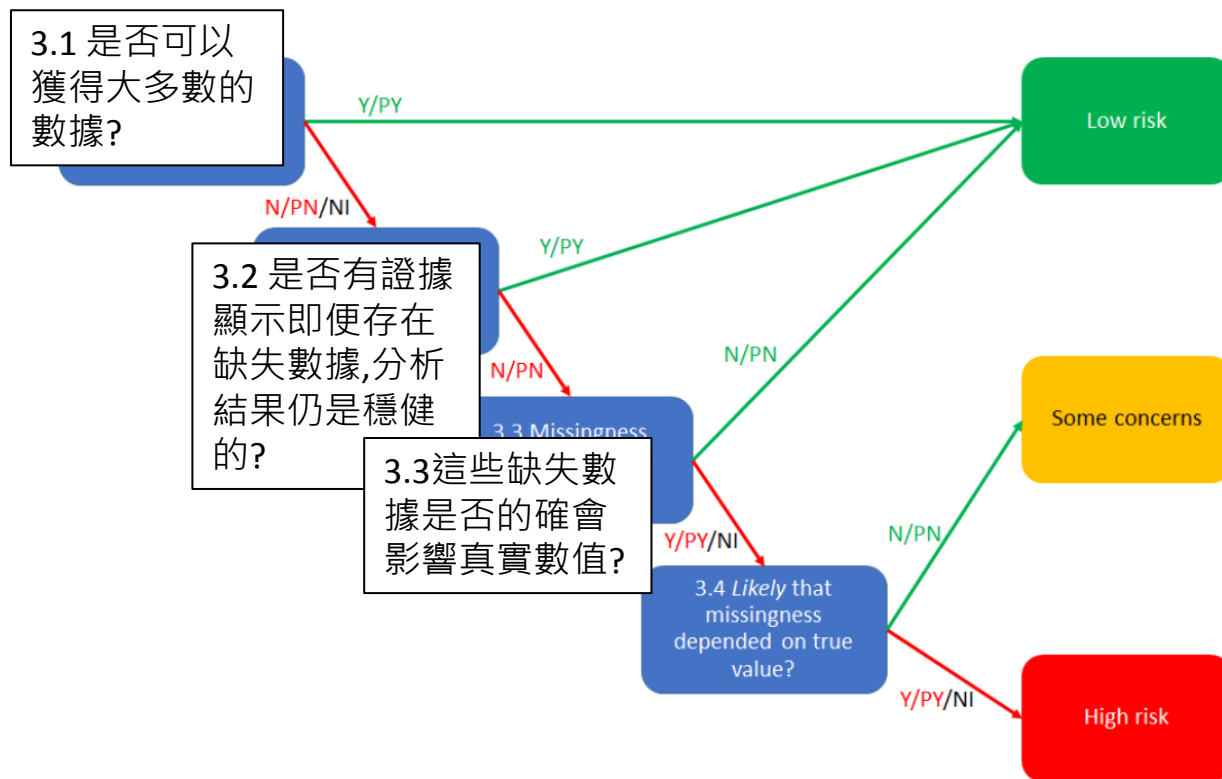 3.1 是否可以
獲得大多數的
數據?
Y/PY
Low risk
N/PN/NI
3.2 是否有證據
顯示即便存在
缺失數據,分析
結果仍是穩健
的?
Y/PY
N/PN
N/PN
3.3 Missingness
3.3這些缺失數
據是否的確會
影響真實數值?
Some concerns
Y/PY/NI
N/PN
3.4 Likely that
missingness
depended on true
value?
Y/PY/NI
High risk